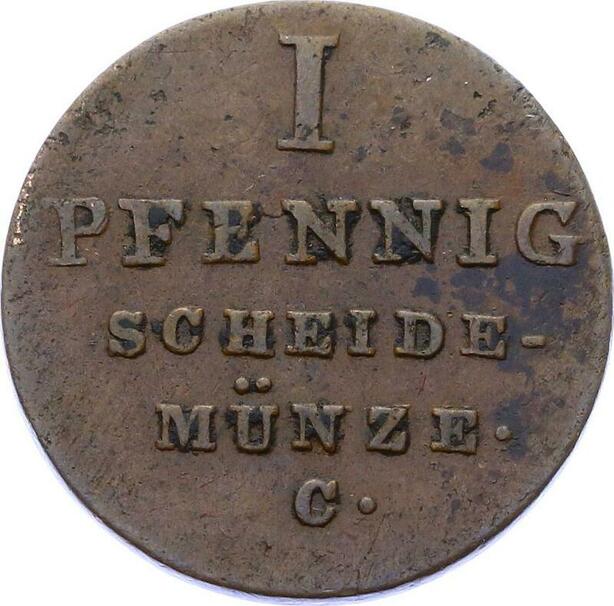 I
PFENNIG
SCHEIDE-
MÜNZE.
C.